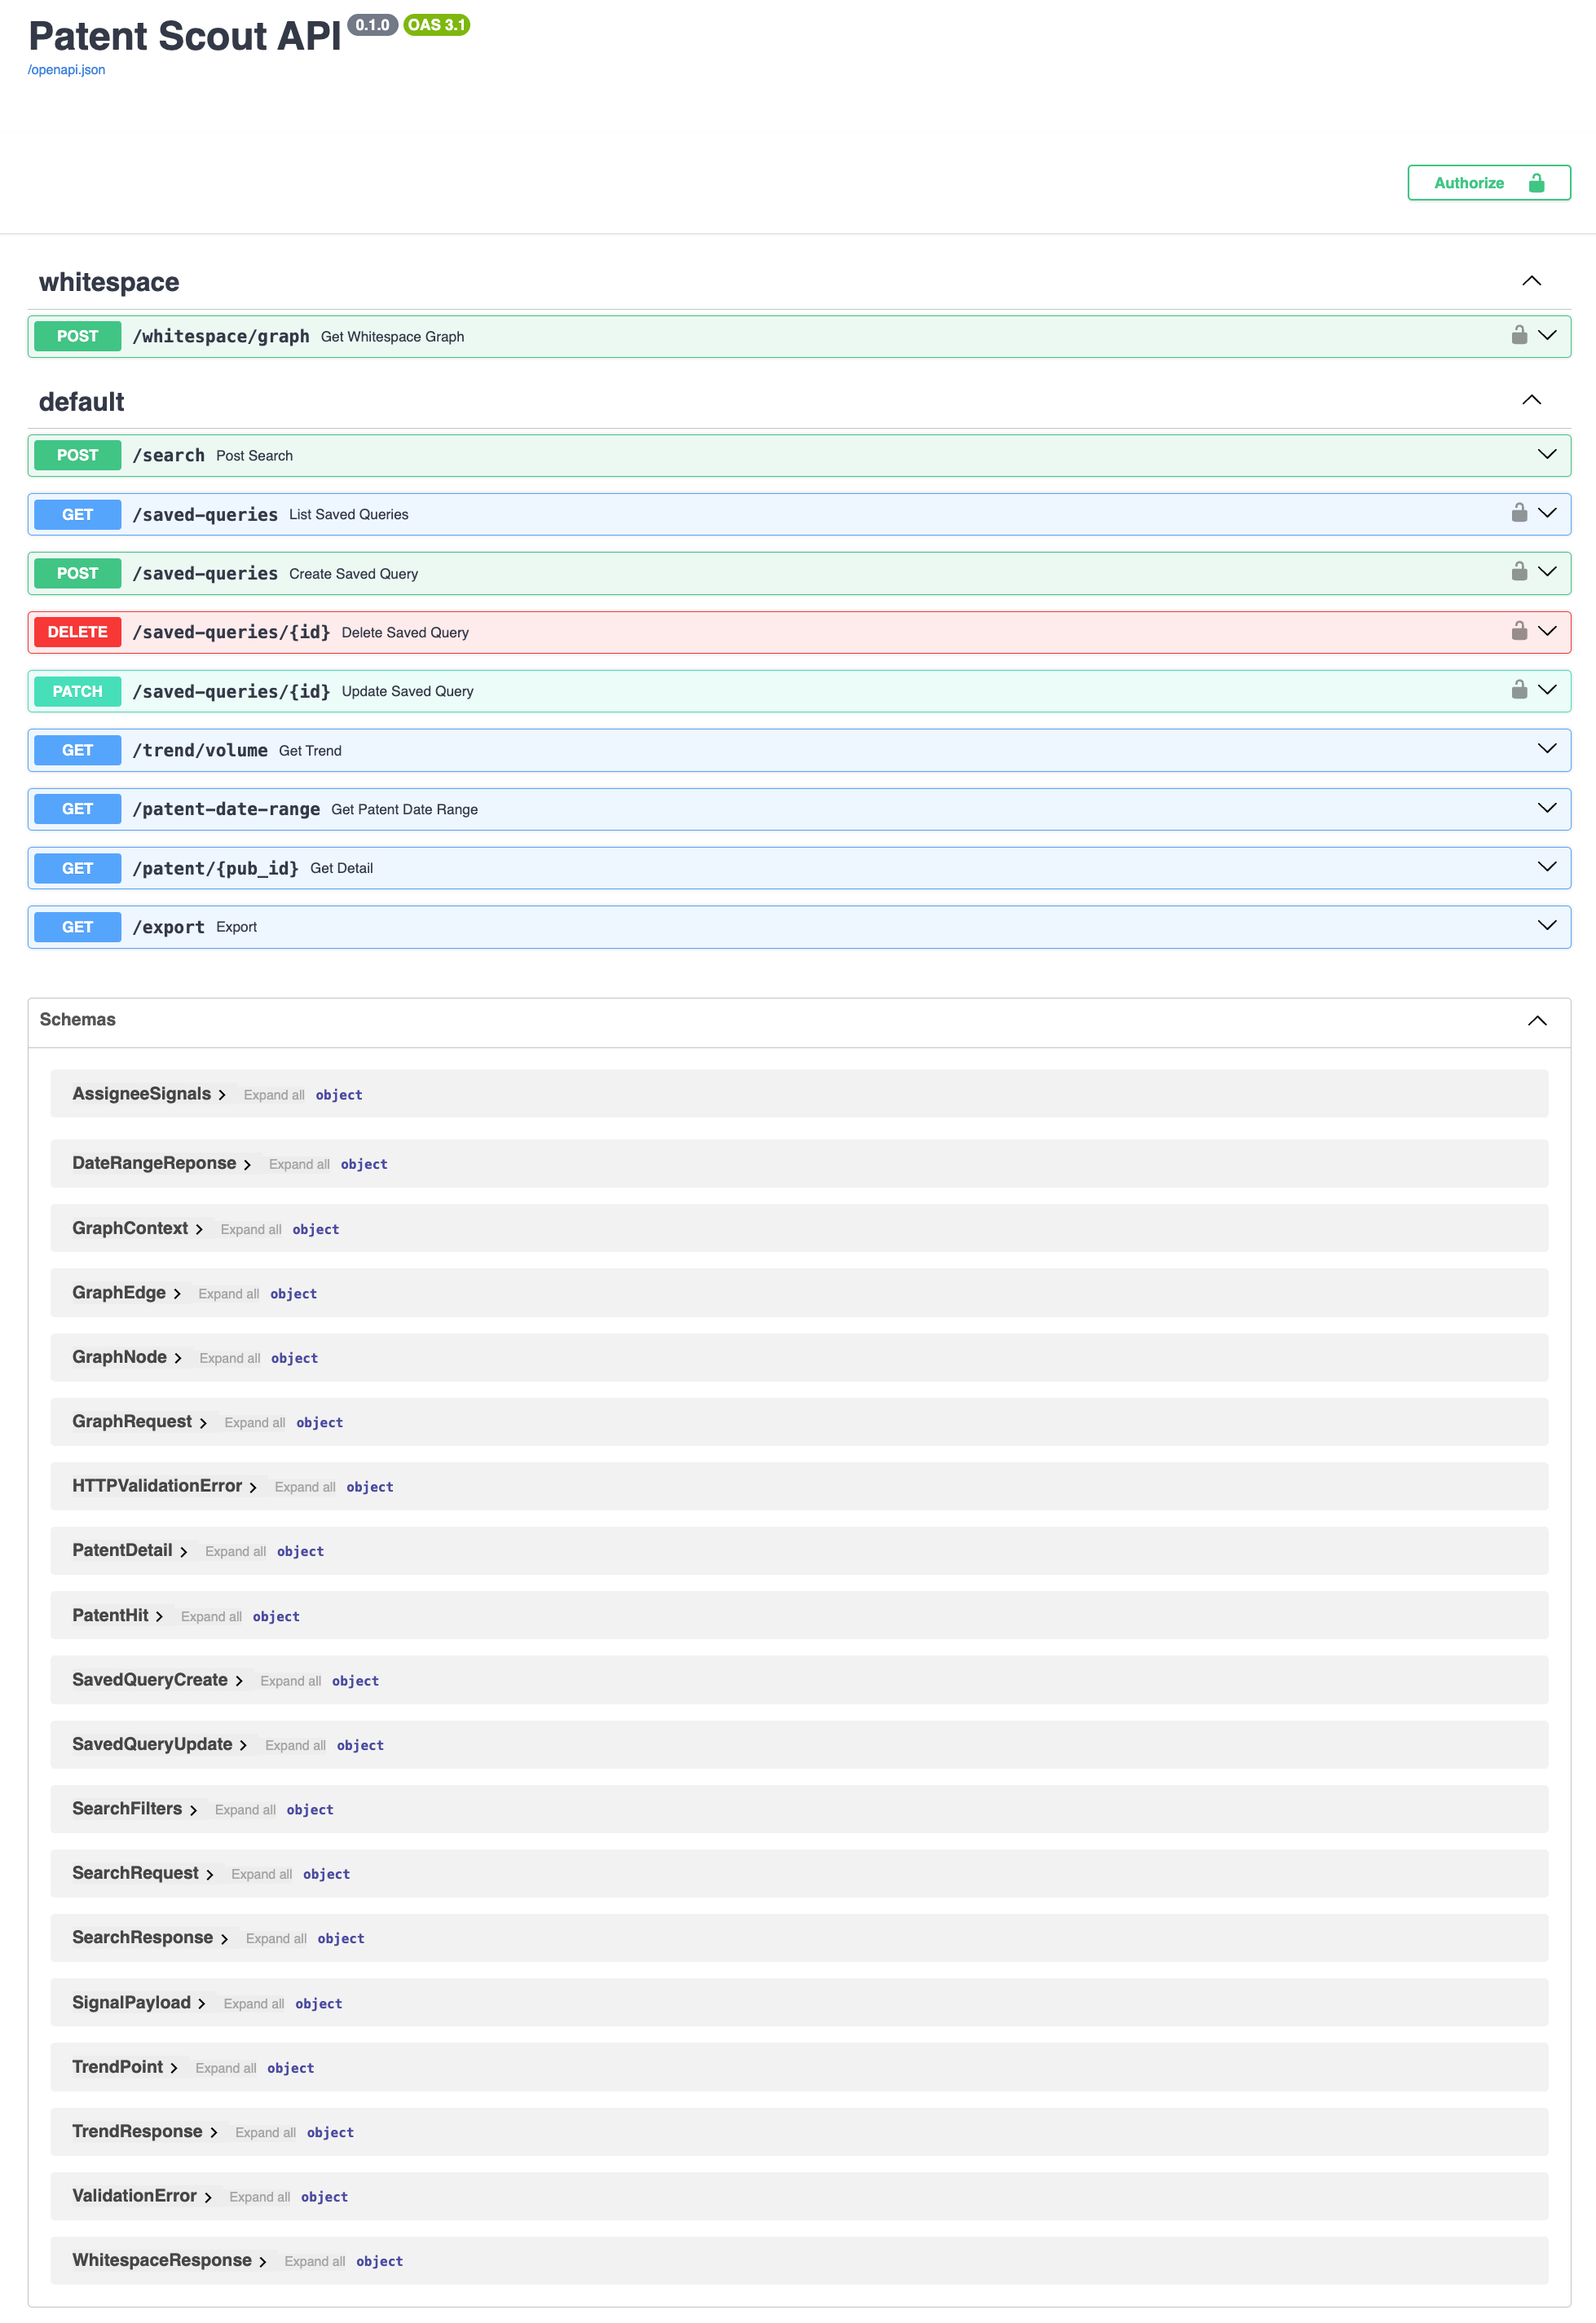 Patent Scout API 0.1.0 OAS 3.1
/openapi.json
Authorize
whitespace
POST /whitespace/graph Get Whitespace Graph
default
POST /search Post Search
GET /saved-queries List Saved Queries
POST /saved-queries Create Saved Query
DELETE /saved-queries/{id} Delete Saved Query
PATCH /saved-queries/{id} Update Saved Query
GET /trend/volume Get Trend
GET /patent-date-range Get Patent Date Range
GET /patent/{pub_id} Get Detail
GET /export Export
Schemas
AssigneeSignals Expand all object
DateRangeReponse Expand all object
GraphContext Expand all object
GraphEdge Expand all object
GraphNode Expand all object
GraphRequest Expand all object
HTTPValidationError Expand all object
PatentDetail Expand all object
PatentHit Expand all object
SavedQueryCreate Expand all object
SavedQueryUpdate Expand all object
SearchFilters Expand all object
SearchRequest Expand all object
SearchResponse Expand all object
SignalPayload Expand all object
TrendPoint Expand all object
TrendResponse Expand all object
ValidationError Expand all object
WhitespaceResponse Expand all object